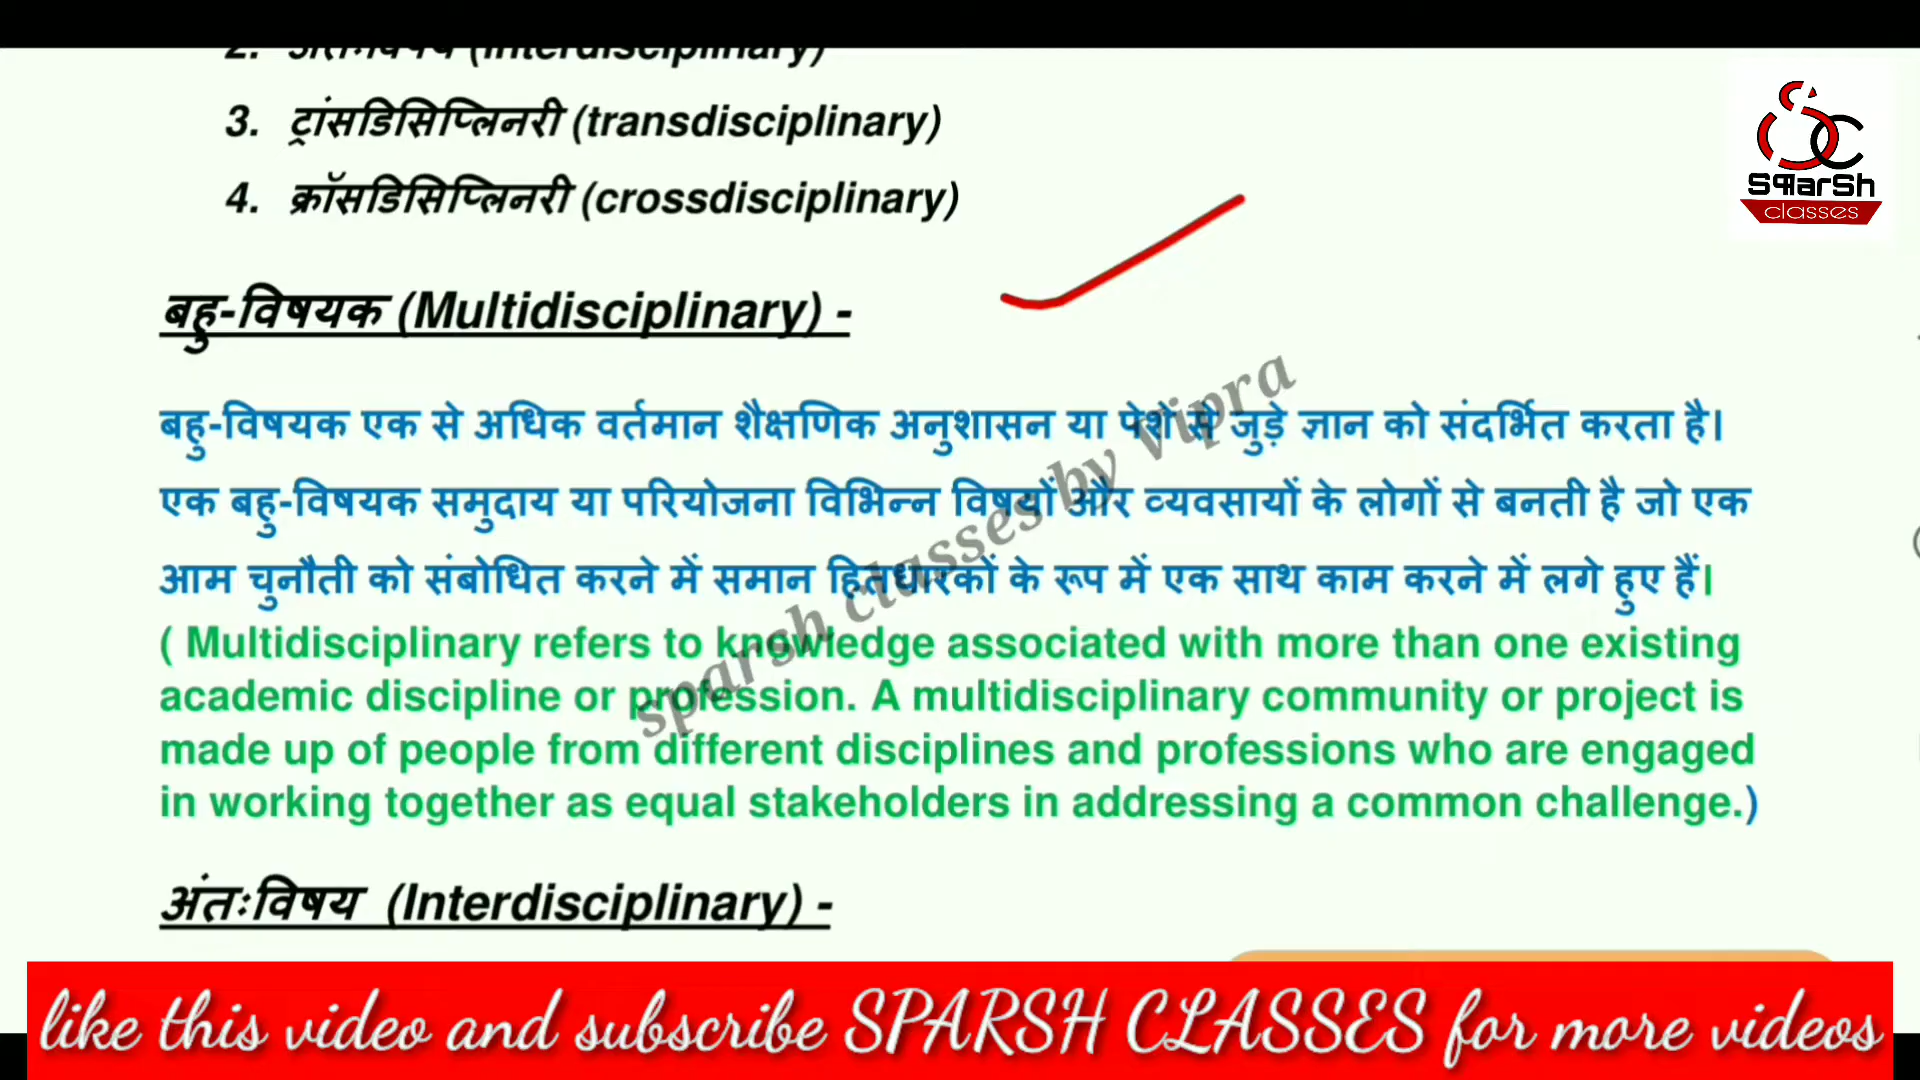 2. अंतःविषय (interdisciplinary)
3. ट्रांसडिसिप्लिनरी (transdisciplinary)
4. क्रॉसडिसिप्लिनरी (crossdisciplinary)
SपarSh
classes
बहु-विषयक (Multidisciplinary) -
बहु-विषयक एक से अधिक वर्तमान शैक्षणिक अनुशासन या पेशे से जुड़े ज्ञान को संदर्भित करता है।
एक बहु-विषयक समुदाय या परियोजना विभिन्न विषयों और व्यवसायों के लोगों से बनती है जो एक
आम चुनौती को संबोधित करने में समान हितधारकों के रूप में एक साथ काम करने में लगे हुए हैं।
( Multidisciplinary refers to knowledge associated with more than one existing
academic discipline or profession. A multidisciplinary community or project is
made up of people from different disciplines and professions who are engaged
in working together as equal stakeholders in addressing a common challenge.)
sparsh classes by Vipra
अंतःविषय (Interdisciplinary) -
like this video and subscribe SPARSH CLASSES for more videos